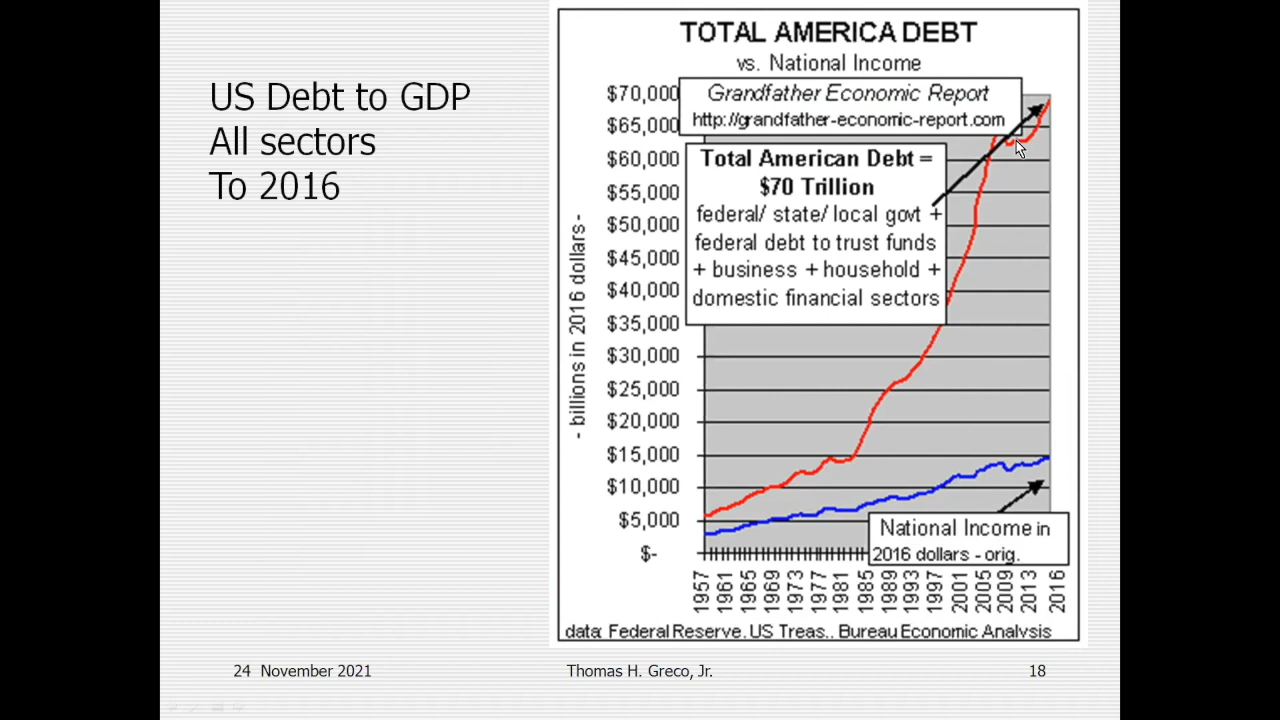 US Debt to GDP
All sectors
To 2016
TOTAL AMERICA DEBT
vs. National Income
Grandfather Economic Report
http://grandfather-economic-report.com
Total American Debt =
$70 Trillion
federal/ state/ local govt +
federal debt to trust funds
+ business + household +
domestic financial sectors
- billions in 2016 dollars -
$70,000
$65,000
$60,000
$55,000
$50,000
$45,000
$40,000
$35,000
$30,000
$25,000
$20,000
$15,000
$10,000
$5,000
$-
National Income in
2016 dollars - orig.
1957
1961
1965
1969
1973
1977
1981
1985
1989
1993
1997
2001
2005
2009
2013
2016
data: Federal Reserve, US Treas., Bureau Economic Analysis
24 November 2021
Thomas H. Greco, Jr.
18